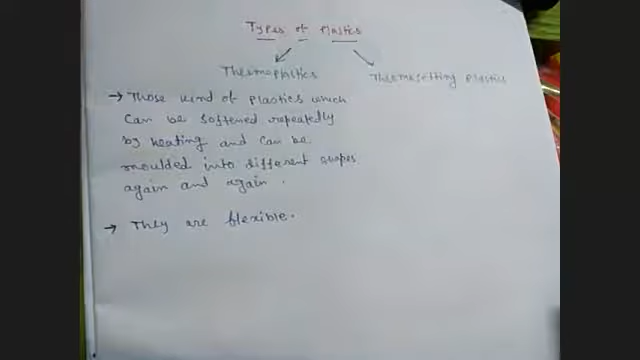 Types of Plastics
Thermoplastics
Thermosetting plastics
→ Those kind of plastics which
can be softened repeatedly
by heating and can be
moulded into different shapes
again and again.
→ They are flexible.